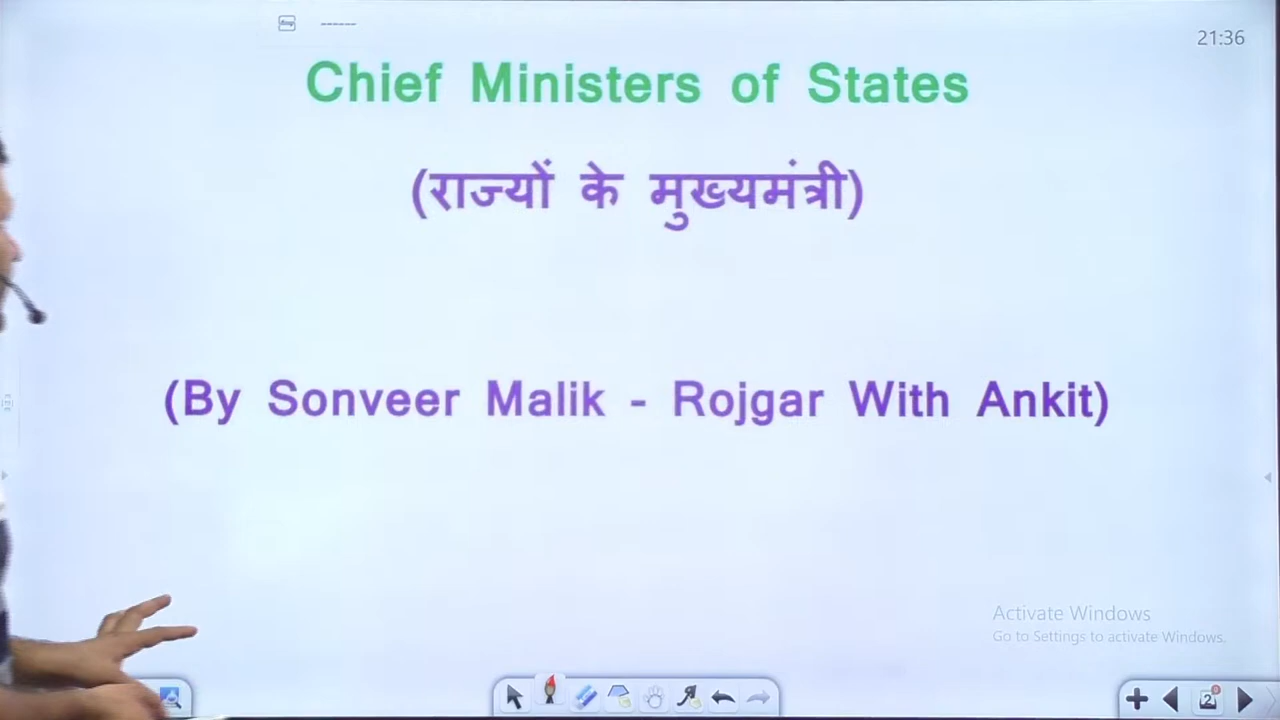 21:36
Chief Ministers of States
(राज्यों के मुख्यमंत्री)
(By Sonveer Malik - Rojgar With Ankit)
Activate Windows
Go to Settings to activate Windows.
2